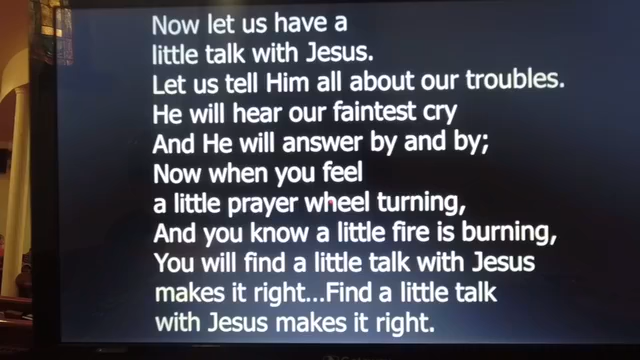 Now let us have a
little talk with Jesus.
Let us tell Him all about our troubles.
He will hear our faintest cry
And He will answer by and by;
Now when you feel
a little prayer wheel turning,
And you know a little fire is burning,
You will find a little talk with Jesus
makes it right...Find a little talk
with Jesus makes it right.